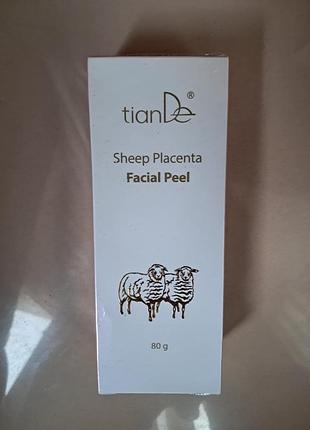 tianDe®
Sheep Placenta
Facial Peel
80 g